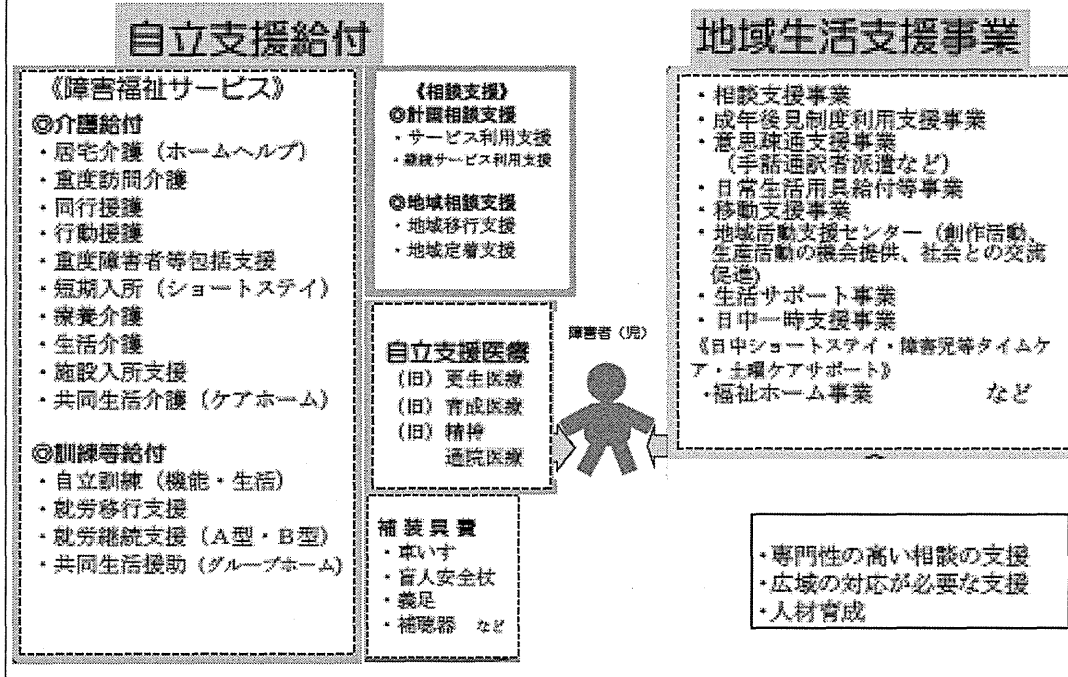 自立支援給付
《障害福祉サービス》
◎介護給付
・居宅介護（ホームヘルプ）
・重度訪問介護
・同行援護
・行動援護
・重度障害者等包括支援
・短期入所（ショートステイ）
・療養介護
・生活介護
・施設入所支援
・共同生活介護（ケアホーム）
◎訓練等給付
・自立訓練（機能・生活）
・就労移行支援
・就労継続支援（A型・B型）
・共同生活援助（グループホーム）
《相談支援》
◎計画相談支援
・サービス利用支援
・継続サービス利用支援
◎地域相談支援
・地域移行支援
・地域定着支援
自立支援医療
（旧）更生医療
（旧）育成医療
（旧）精神
通院医療
補装具費
・車いす
・盲人安全杖
・義足
・補聴器　など
障害者（児）
地域生活支援事業
・相談支援事業
・成年後見制度利用支援事業
・意思疎通支援事業
（手話通訳者派遣など）
・日常生活用具給付等事業
・移動支援事業
・地域活動支援センター（創作活動、
生産活動の機会提供、社会との交流
促進）
・生活サポート事業
・日中一時支援事業
《日中ショートステイ・障害児等タイムケ
ア・土曜ケアサポート》
・福祉ホーム事業　など
・専門性の高い相談の支援
・広域の対応が必要な支援
・人材育成